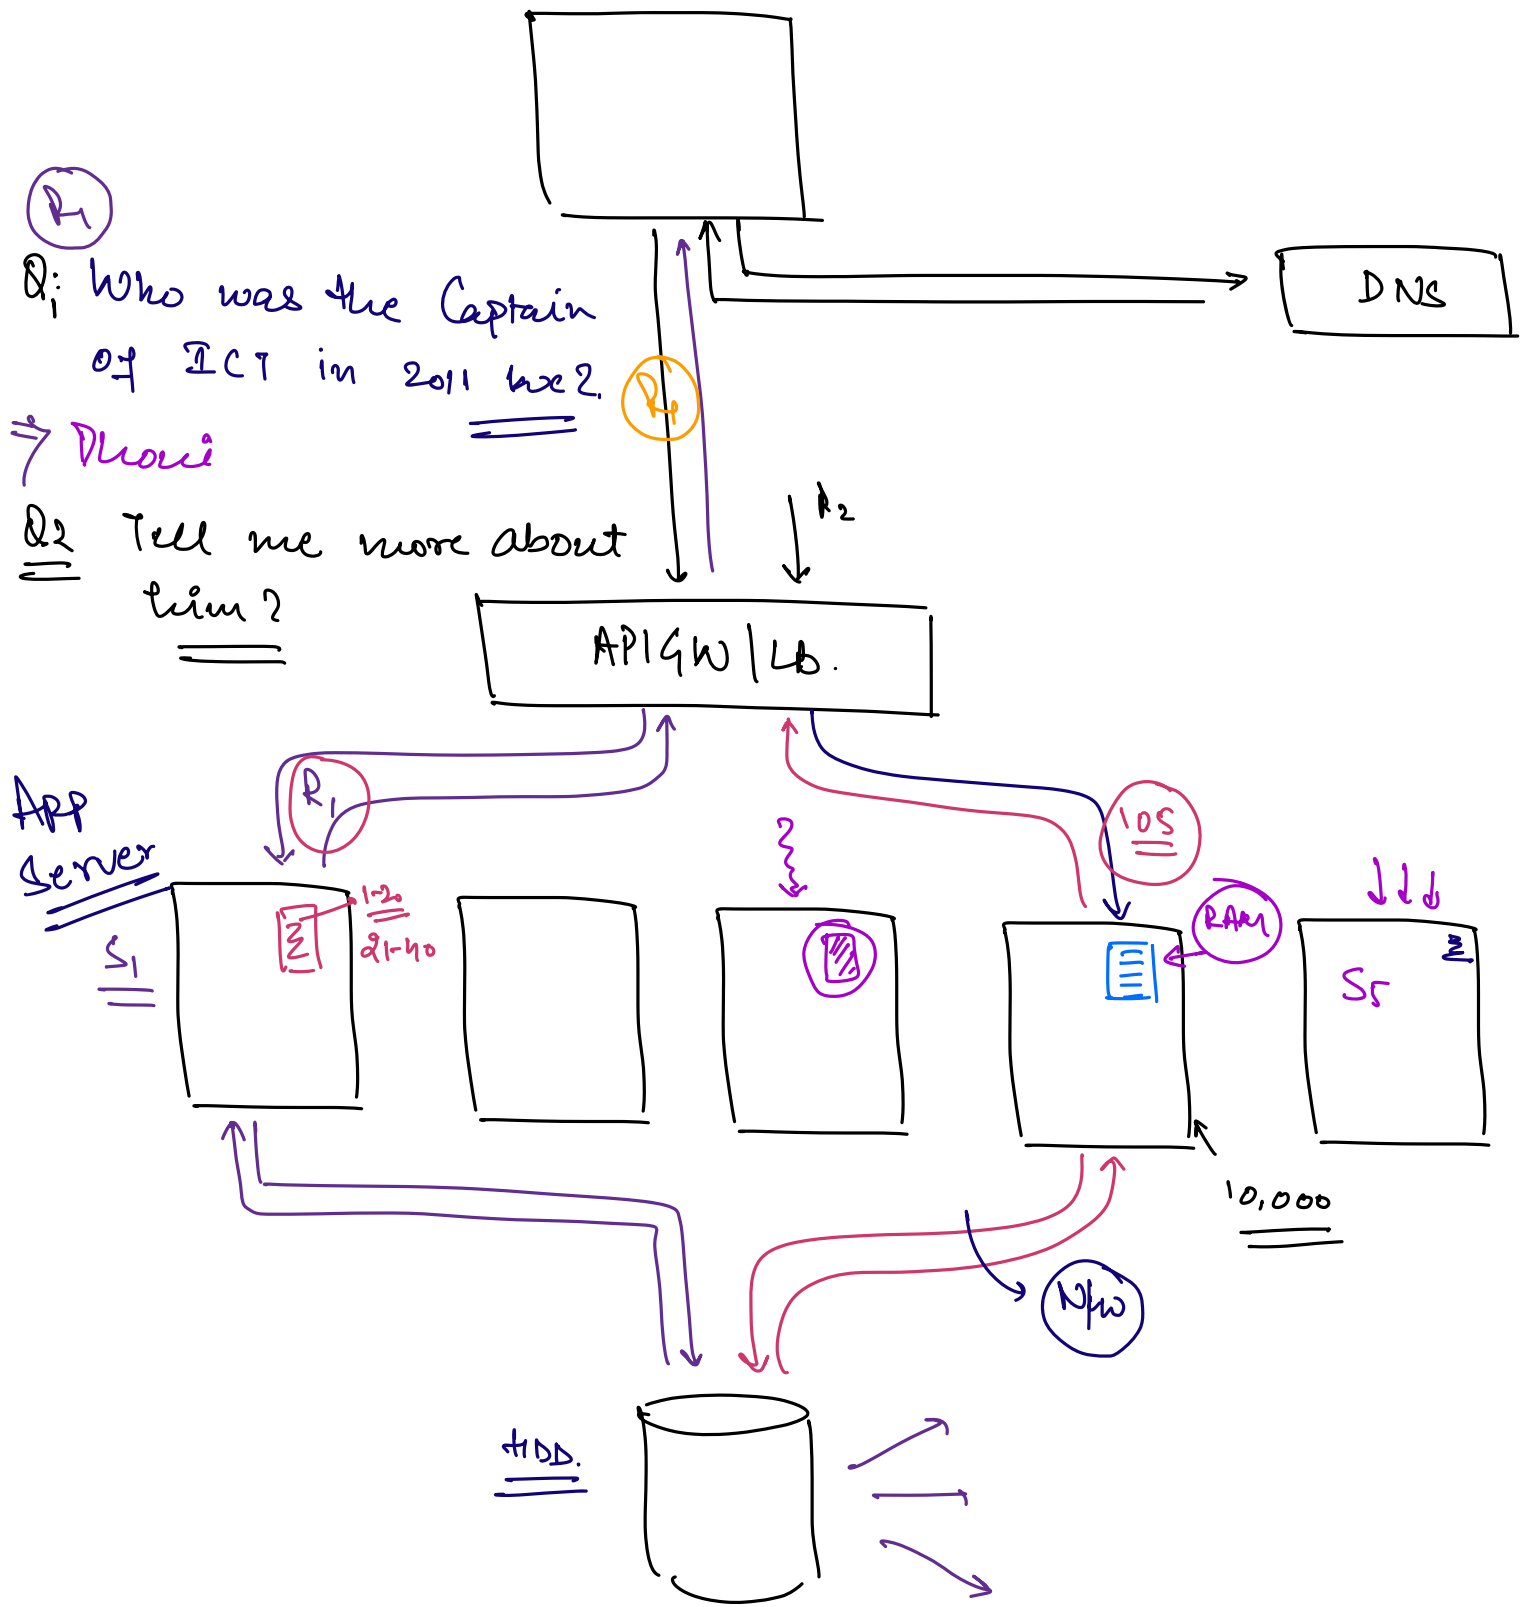 R1
Q1: Who was the Captain
of ICT in 2011 WC?
⇒ Dhoni
Q2 Tell me more about
him?
DNS
R1
R2
APIGW/LB.
App
Server
S1
R1
1-20
21-40
10S
RAM
S5
10,000
N/W
HDD.